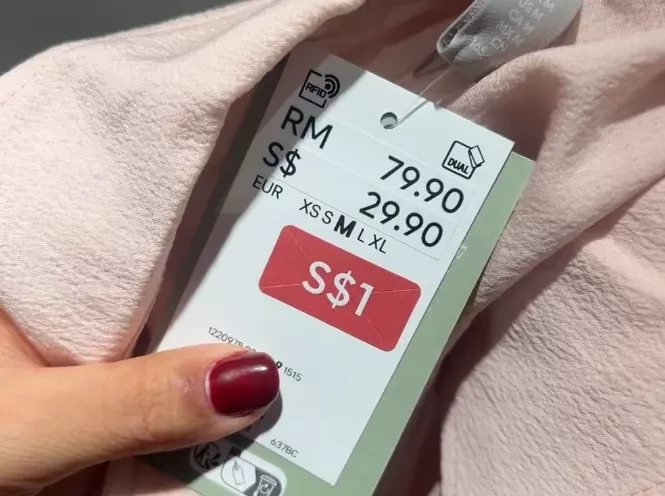 RFID
RM 79.90
DUAL
S$ 29.90
EUR XS S M L XL
S$1
1515
637BC